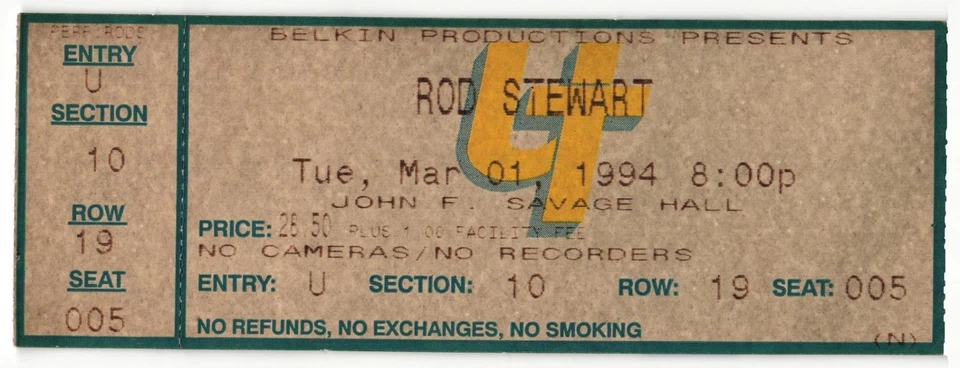 PERF:RODS
ENTRY
U
SECTION
10
ROW
19
SEAT
005
BELKIN PRODUCTIONS PRESENTS
ROD STEWART
Tue, Mar 01, 1994 8:00p
JOHN F. SAVAGE HALL
PRICE: 28.50 PLUS 1.00 FACILITY FEE
NO CAMERAS/NO RECORDERS
ENTRY: U SECTION: 10 ROW: 19 SEAT: 005
NO REFUNDS, NO EXCHANGES, NO SMOKING
(N)